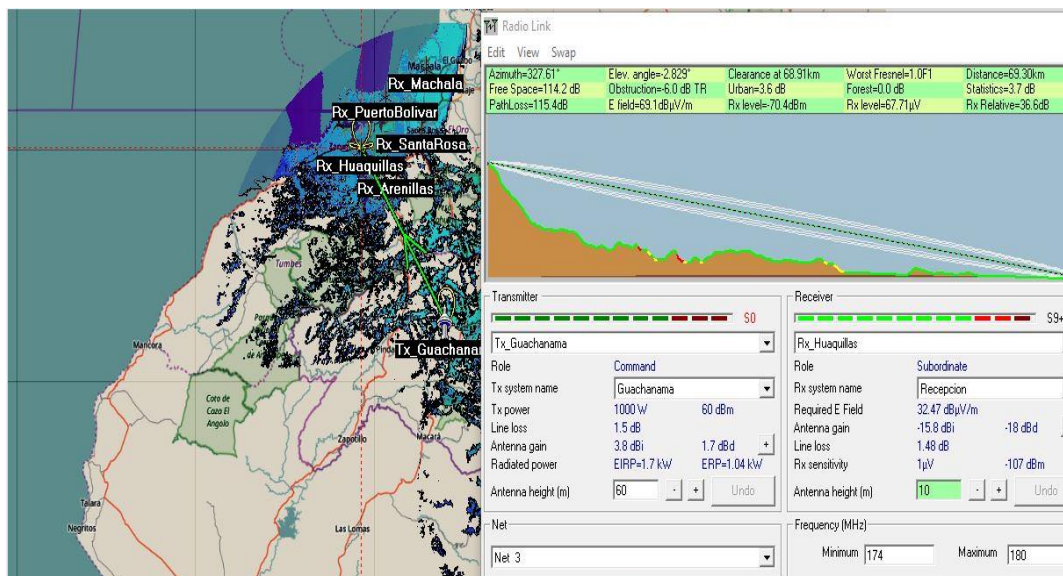 Radio Link
Edit View Swap
Azimuth=327.61° Elev. angle=-2.829° Clearance at 68.91km Worst Fresnel=1.0F1 Distance=69.30km
Free Space=114.2 dB Obstruction=-6.0 dB TR Urban=3.6 dB Forest=0.0 dB Statistics=3.7 dB
PathLoss=115.4dB E field=69.1dBµV/m Rx level=-70.4dBm Rx level=67.71µV Rx Relative=36.6dB
Machala
Rx_Machala
Rx_PuertoBolivar
El Oro
Rx_SantaRosa
Rx_Huaquillas
Rx_Arenillas
Tumbes
Tx_Guachanam
Mancora
Coto de
Caza El
Angolo
Zapotillo
Macará
Talara
Negritos
Las Lomas
Transmitter
S0
Tx_Guachanama
Role Command
Tx system name Guachanama
Tx power 1000 W 60 dBm
Line loss 1.5 dB
Antenna gain 3.8 dBi 1.7 dBd +
Radiated power EIRP=1.7 kW ERP=1.04 kW
Antenna height (m) 60 - + Undo
Net
Net 3
Receiver
S9+
Rx_Huaquillas
Role Subordinate
Rx system name Recepcion
Required E Field 32.47 dBµV/m
Antenna gain -15.8 dBi -18 dBd
Line loss 1.48 dB
Rx sensitivity 1µV -107 dBm
Antenna height (m) 10 - + Undo
Frequency (MHz)
Minimum 174 Maximum 180